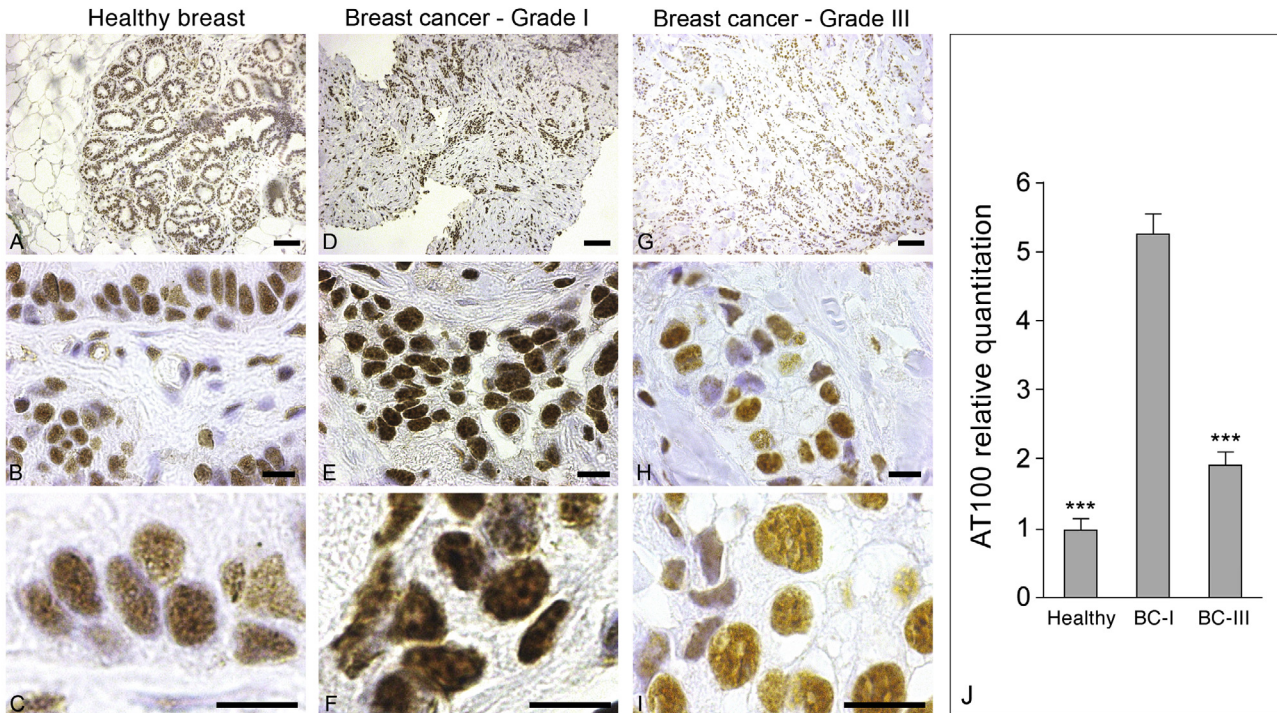 Healthy breast
Breast cancer - Grade I
Breast cancer - Grade III
A
D
G
B
E
H
C
F
I
AT100 relative quantitation
6
5
4
3
2
1
0
***
***
Healthy
BC-I
BC-III
J